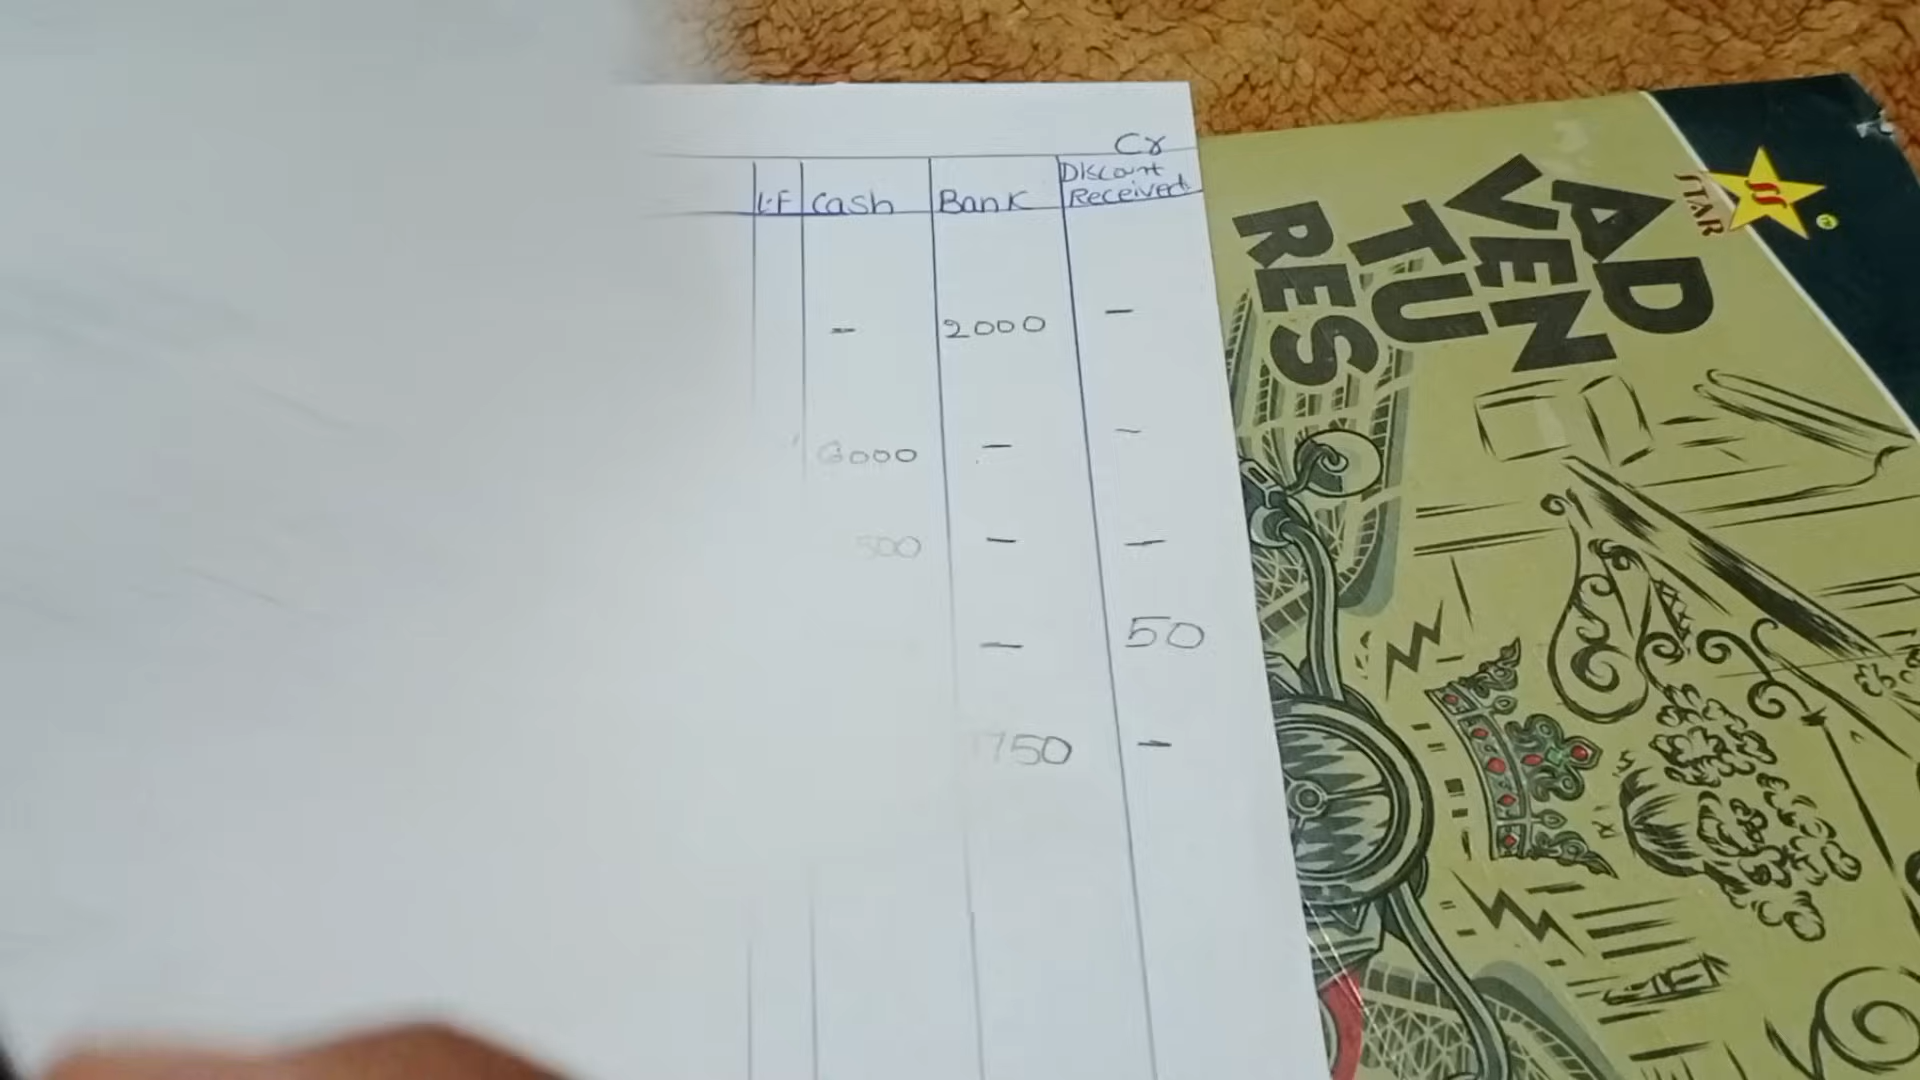 Cr
L.F Cash Bank Discount Received
- 2000 -
6000 - -
500 - -
- 50
750 -
STAR
ADVENTURES